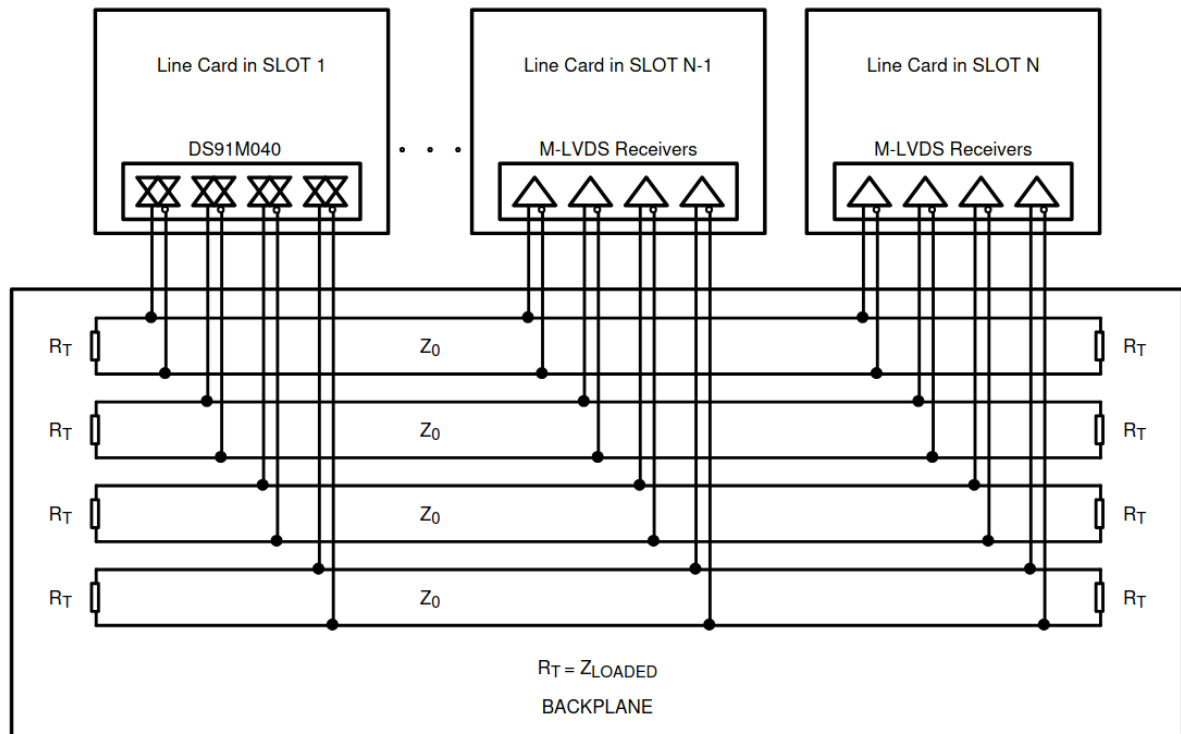 Line Card in SLOT 1
Line Card in SLOT N-1
Line Card in SLOT N
DS91M040
M-LVDS Receivers
M-LVDS Receivers
RT
Z0
RT
RT
Z0
RT
RT
Z0
RT
RT
Z0
RT
RT = ZLOADED
BACKPLANE